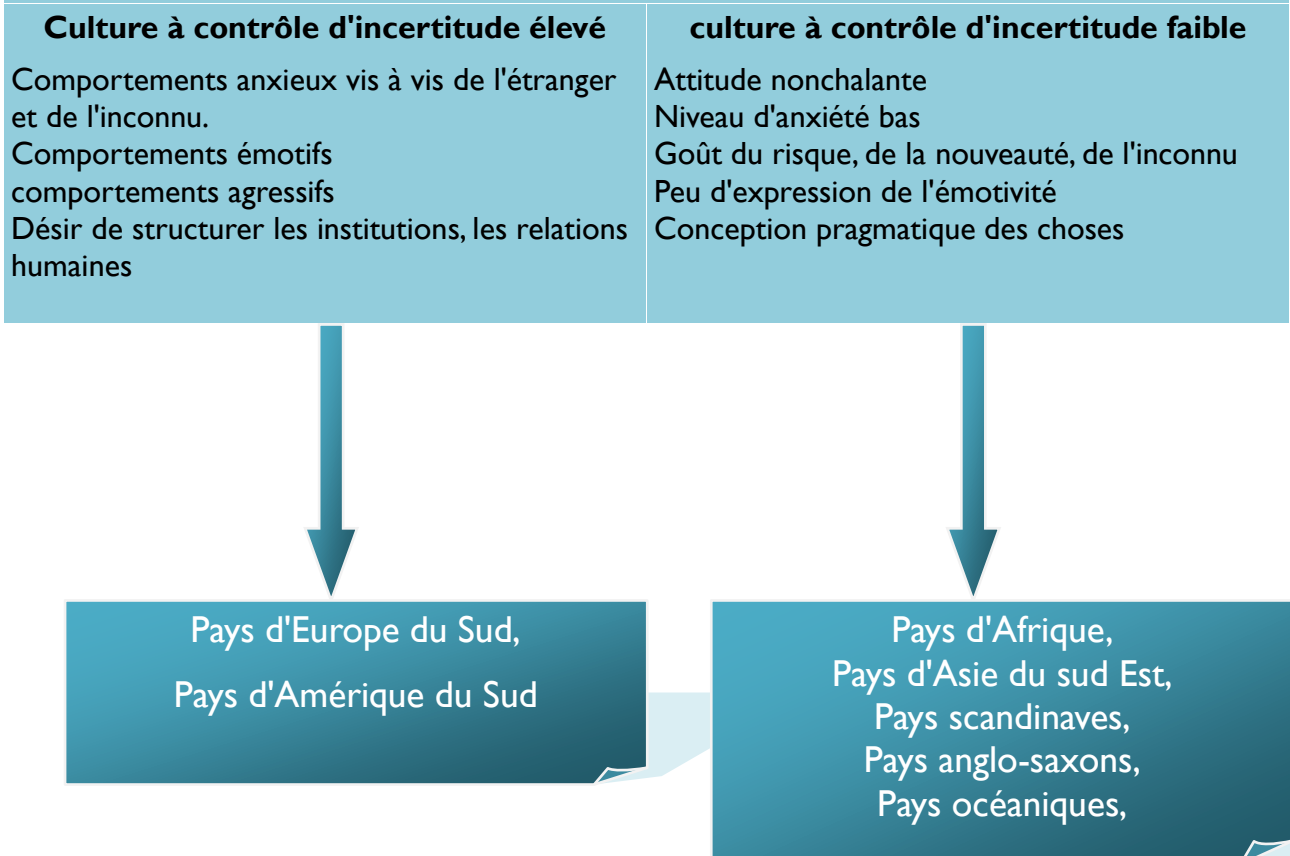 Culture à contrôle d'incertitude élevé
Comportements anxieux vis à vis de l'étranger
et de l'inconnu.
Comportements émotifs
comportements agressifs
Désir de structurer les institutions, les relations
humaines
culture à contrôle d'incertitude faible
Attitude nonchalante
Niveau d'anxiété bas
Goût du risque, de la nouveauté, de l'inconnu
Peu d'expression de l'émotivité
Conception pragmatique des choses
Pays d'Europe du Sud,
Pays d'Amérique du Sud
Pays d'Afrique,
Pays d'Asie du sud Est,
Pays scandinaves,
Pays anglo-saxons,
Pays océaniques,